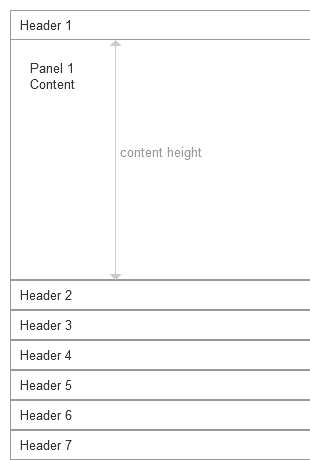 Header 1
Panel 1
Content
content height
Header 2
Header 3
Header 4
Header 5
Header 6
Header 7